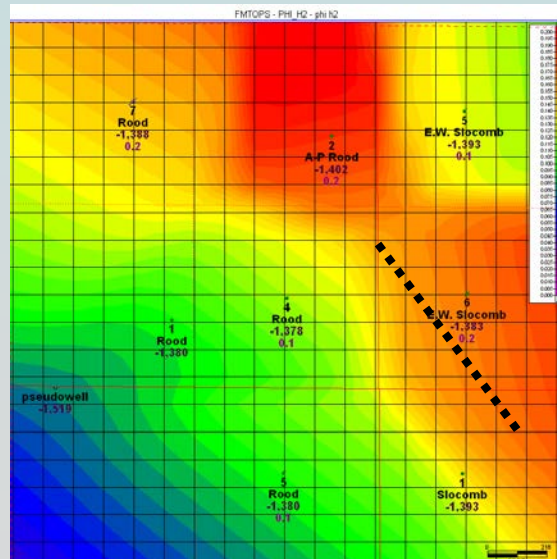 FMTOPS - PHI_H2 - phi h2
7
Rood
-1,388
0.2
2
A-P Rood
-1,402
0.2
5
E.W. Slocomb
-1,393
0.1
6
E.W. Slocomb
-1,383
0.2
4
Rood
-1,378
0.1
1
Rood
-1,380
pseudowell
-1,519
5
Rood
-1,380
0.1
1
Slocomb
-1,393
0